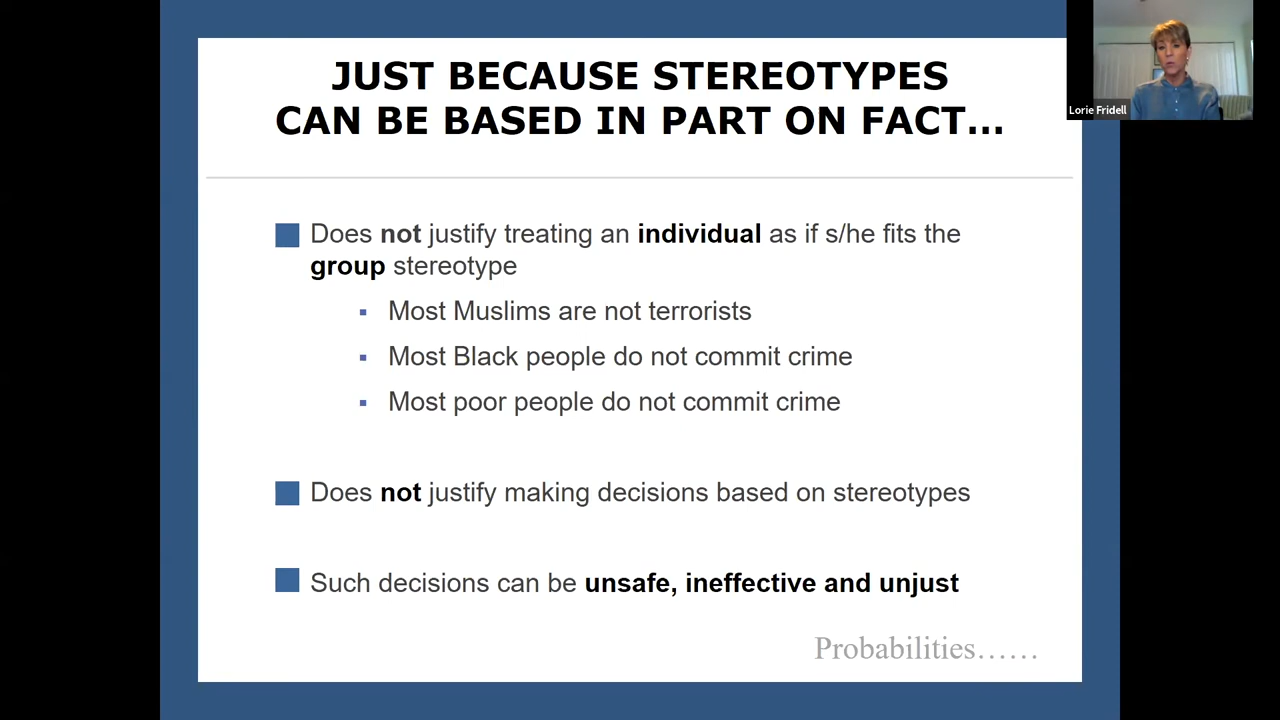 JUST BECAUSE STEREOTYPES
CAN BE BASED IN PART ON FACT…
Lorie Fridell
Does not justify treating an individual as if s/he fits the
group stereotype
Most Muslims are not terrorists
Most Black people do not commit crime
Most poor people do not commit crime
Does not justify making decisions based on stereotypes
Such decisions can be unsafe, ineffective and unjust
Probabilities……